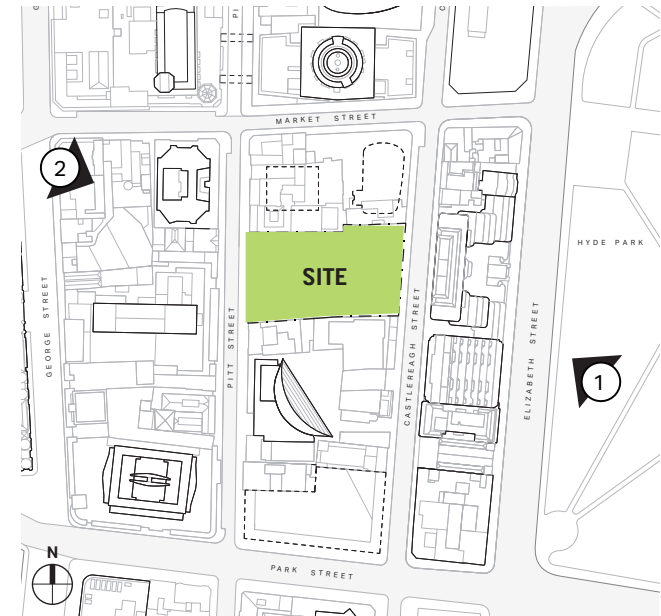 MARKET STREET
2
HYDE PARK
SITE
GEORGE STREET
PITT STREET
CASTLEREAGH STREET
ELIZABETH STREET
1
N
PARK STREET